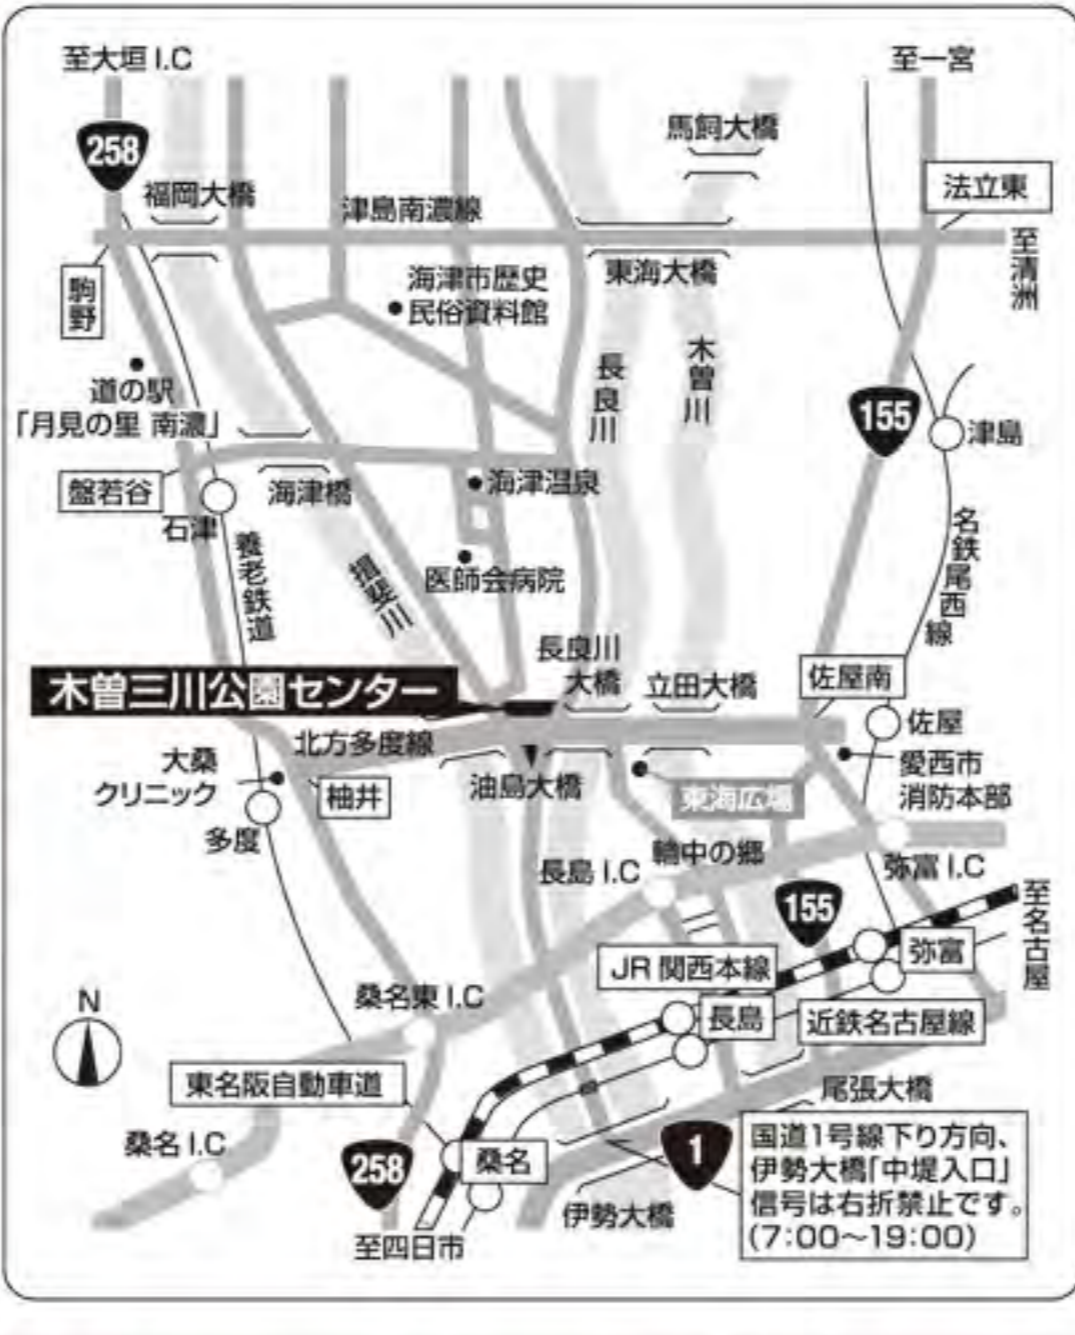 至大垣 I.C
至一宮
258
馬飼大橋
福岡大橋
津島南濃線
法立東
至清洲
駒野
海津市歴史
民俗資料館
東海大橋
道の駅
「月見の里 南濃」
長良川
木曽川
155
津島
盤若谷
石津
海津橋
海津温泉
養老鉄道
揖斐川
医師会病院
名鉄尾西線
長良川
大橋
立田大橋
佐屋南
木曽三川公園センター
佐屋
北方多度線
大桑
クリニック
柚井
油島大橋
愛西市
消防本部
東海広場
多度
長島 I.C
輪中の郷
弥富 I.C
155
至名古屋
JR 関西本線
弥富
N
桑名東 I.C
長島
近鉄名古屋線
東名阪自動車道
尾張大橋
桑名 I.C
258
桑名
1
国道1号線下り方向、
伊勢大橋「中堤入口」
信号は右折禁止です。
(7:00〜19:00)
伊勢大橋
至四日市